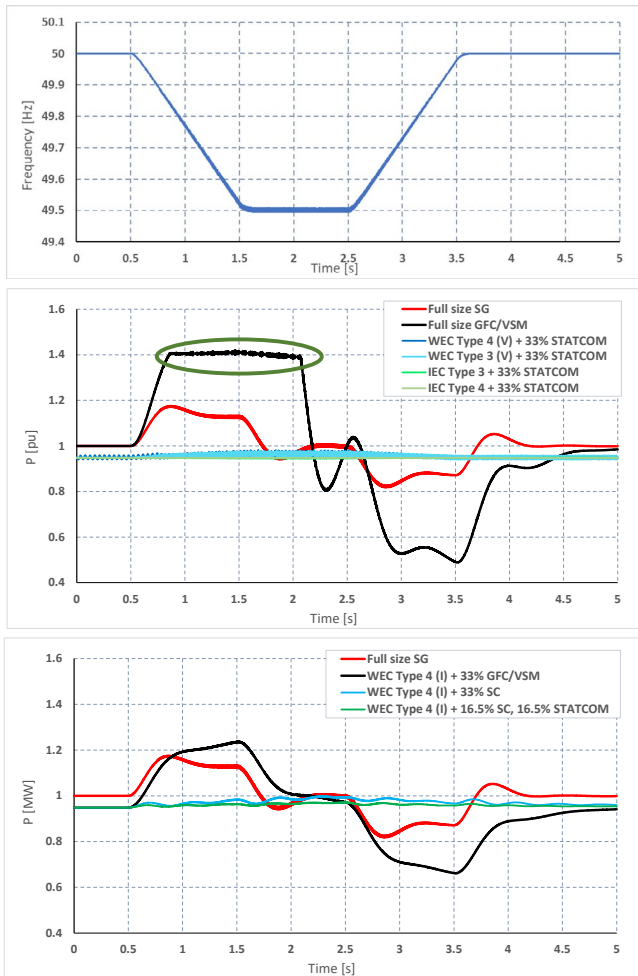 50.1
50
49.9
49.8
49.7
49.6
49.5
49.4
Frequency [Hz]
0 0.5 1 1.5 2 2.5 3 3.5 4 4.5 5
Time [s]
1.6
1.4
1.2
1
0.8
0.6
0.4
P [pu]
Full size SG
Full size GFC/VSM
WEC Type 4 (V) + 33% STATCOM
WEC Type 3 (V) + 33% STATCOM
IEC Type 3 + 33% STATCOM
IEC Type 4 + 33% STATCOM
0 0.5 1 1.5 2 2.5 3 3.5 4 4.5 5
Time [s]
1.6
1.4
1.2
1
0.8
0.6
0.4
P [MW]
Full size SG
WEC Type 4 (I) + 33% GFC/VSM
WEC Type 4 (I) + 33% SC
WEC Type 4 (I) + 16.5% SC, 16.5% STATCOM
0 0.5 1 1.5 2 2.5 3 3.5 4 4.5 5
Time [s]